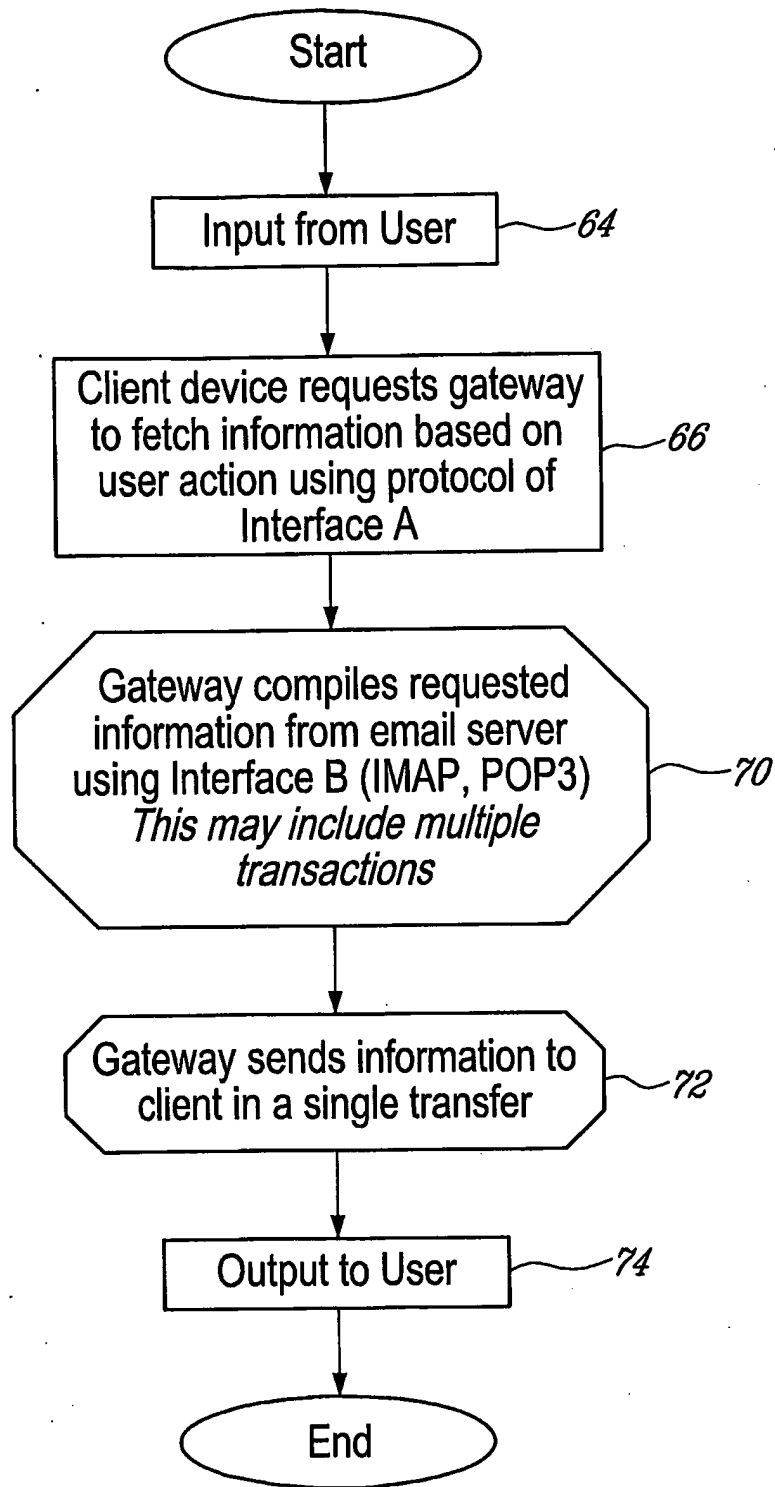 Start
Input from User
64
Client device requests gateway
to fetch information based on
user action using protocol of
Interface A
66
Gateway compiles requested
information from email server
using Interface B (IMAP, POP3)
This may include multiple
transactions
70
Gateway sends information to
client in a single transfer
72
Output to User
74
End